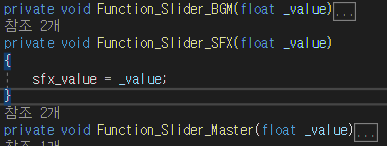 private void Function_Slider_BGM(float _value)...
참조 2개
private void Function_Slider_SFX(float _value)
{
sfx_value = _value;
}
참조 2개
private void Function_Slider_Master(float _value)...